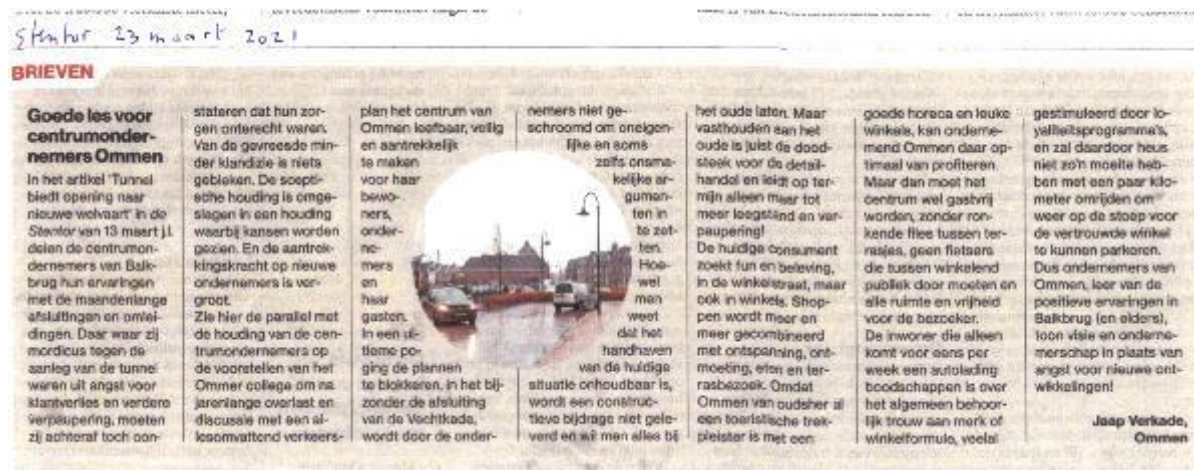 Stentor 23 maart 2021
BRIEVEN
Goede les voor
centrumonder-
nemers Ommen
In het artikel 'Tunnel
biedt opening naar
nieuwe welvaart' in de
Stentor van 13 maart j.l.
delen de centrumon-
dernemers van Balk-
brug hun ervaringen
met de maandenlange
afsluitingen en omlei-
dingen. Daar waar zij
mordicus tegen de
aanleg van de tunnel
waren uit angst voor
klantverlies en verdere
verpaupering, moeten
zij achteraf toch con-
stateren dat hun zor-
gen onterecht waren.
Van de gevreesde min-
der klandizie is niets
gebleken. De scepti-
sche houding is omge-
slagen in een houding
waarbij kansen worden
gezien. En de aantrek-
kingskracht op nieuwe
ondernemers is ver-
groot.
Zie hier de parallel met
de houding van de cen-
trumondernemers op
de voorstellen van het
Ommer college om na
jarenlange overlast en
discussie met een al-
lesomvattend verkeers-
plan het centrum van
Ommen leefbaar, veilig
en aantrekkelijk
te maken
voor haar
bewo-
ners,
onder-
ne-
mers
en
haar
gasten.
In een ul-
tieme po-
ging de plannen
te blokkeren, in het bij-
zonder de afsluiting
van de Vechtkade,
wordt door de onder-
nemers niet ge-
schroomd om oneigen-
lijke en soms
zelfs onsma-
kelijke ar-
gumen-
ten in
te zet-
ten.
Hoe-
wel
men
weet
dat het
handhaven
van de huidige
situatie onhoudbaar is,
wordt een construc-
tieve bijdrage niet gele-
verd en wil men alles bij
het oude laten. Maar
vasthouden aan het
oude is juist de dood-
steek voor de detail-
handel en leidt op ter-
mijn alleen maar tot
meer leegstand en ver-
paupering!
De huidige consument
zoekt fun en beleving,
in de winkelstraat, maar
ook in winkels. Shop-
pen wordt meer en
meer gecombineerd
met ontspanning, ont-
moeting, eten en ter-
rasbezoek. Omdat
Ommen van oudsher al
een toeristische trek-
pleister is met een
goede horeca en leuke
winkels, kan onderne-
mend Ommen daar op-
timaal van profiteren.
Maar dan moet het
centrum wel gastvrij
worden, zonder ron-
kende files tussen ter-
rasjes, geen fietsers
die tussen winkelend
publiek door moeten en
alle ruimte en vrijheid
voor de bezoeker.
De inwoner die alleen
komt voor eens per
week een autolading
boodschappen is over
het algemeen behoor-
lijk trouw aan merk of
winkelformule, veelal
gestimuleerd door lo-
yaliteitsprogramma's,
en zal daardoor heus
niet zo'n moeite heb-
ben met een paar kilo-
meter omrijden om
weer op de stoep voor
de vertrouwde winkel
te kunnen parkeren.
Dus ondernemers van
Ommen, leer van de
positieve ervaringen in
Balkbrug (en elders),
toon visie en onderne-
merschap in plaats van
angst voor nieuwe ont-
wikkelingen!
Jaap Verkade,
Ommen